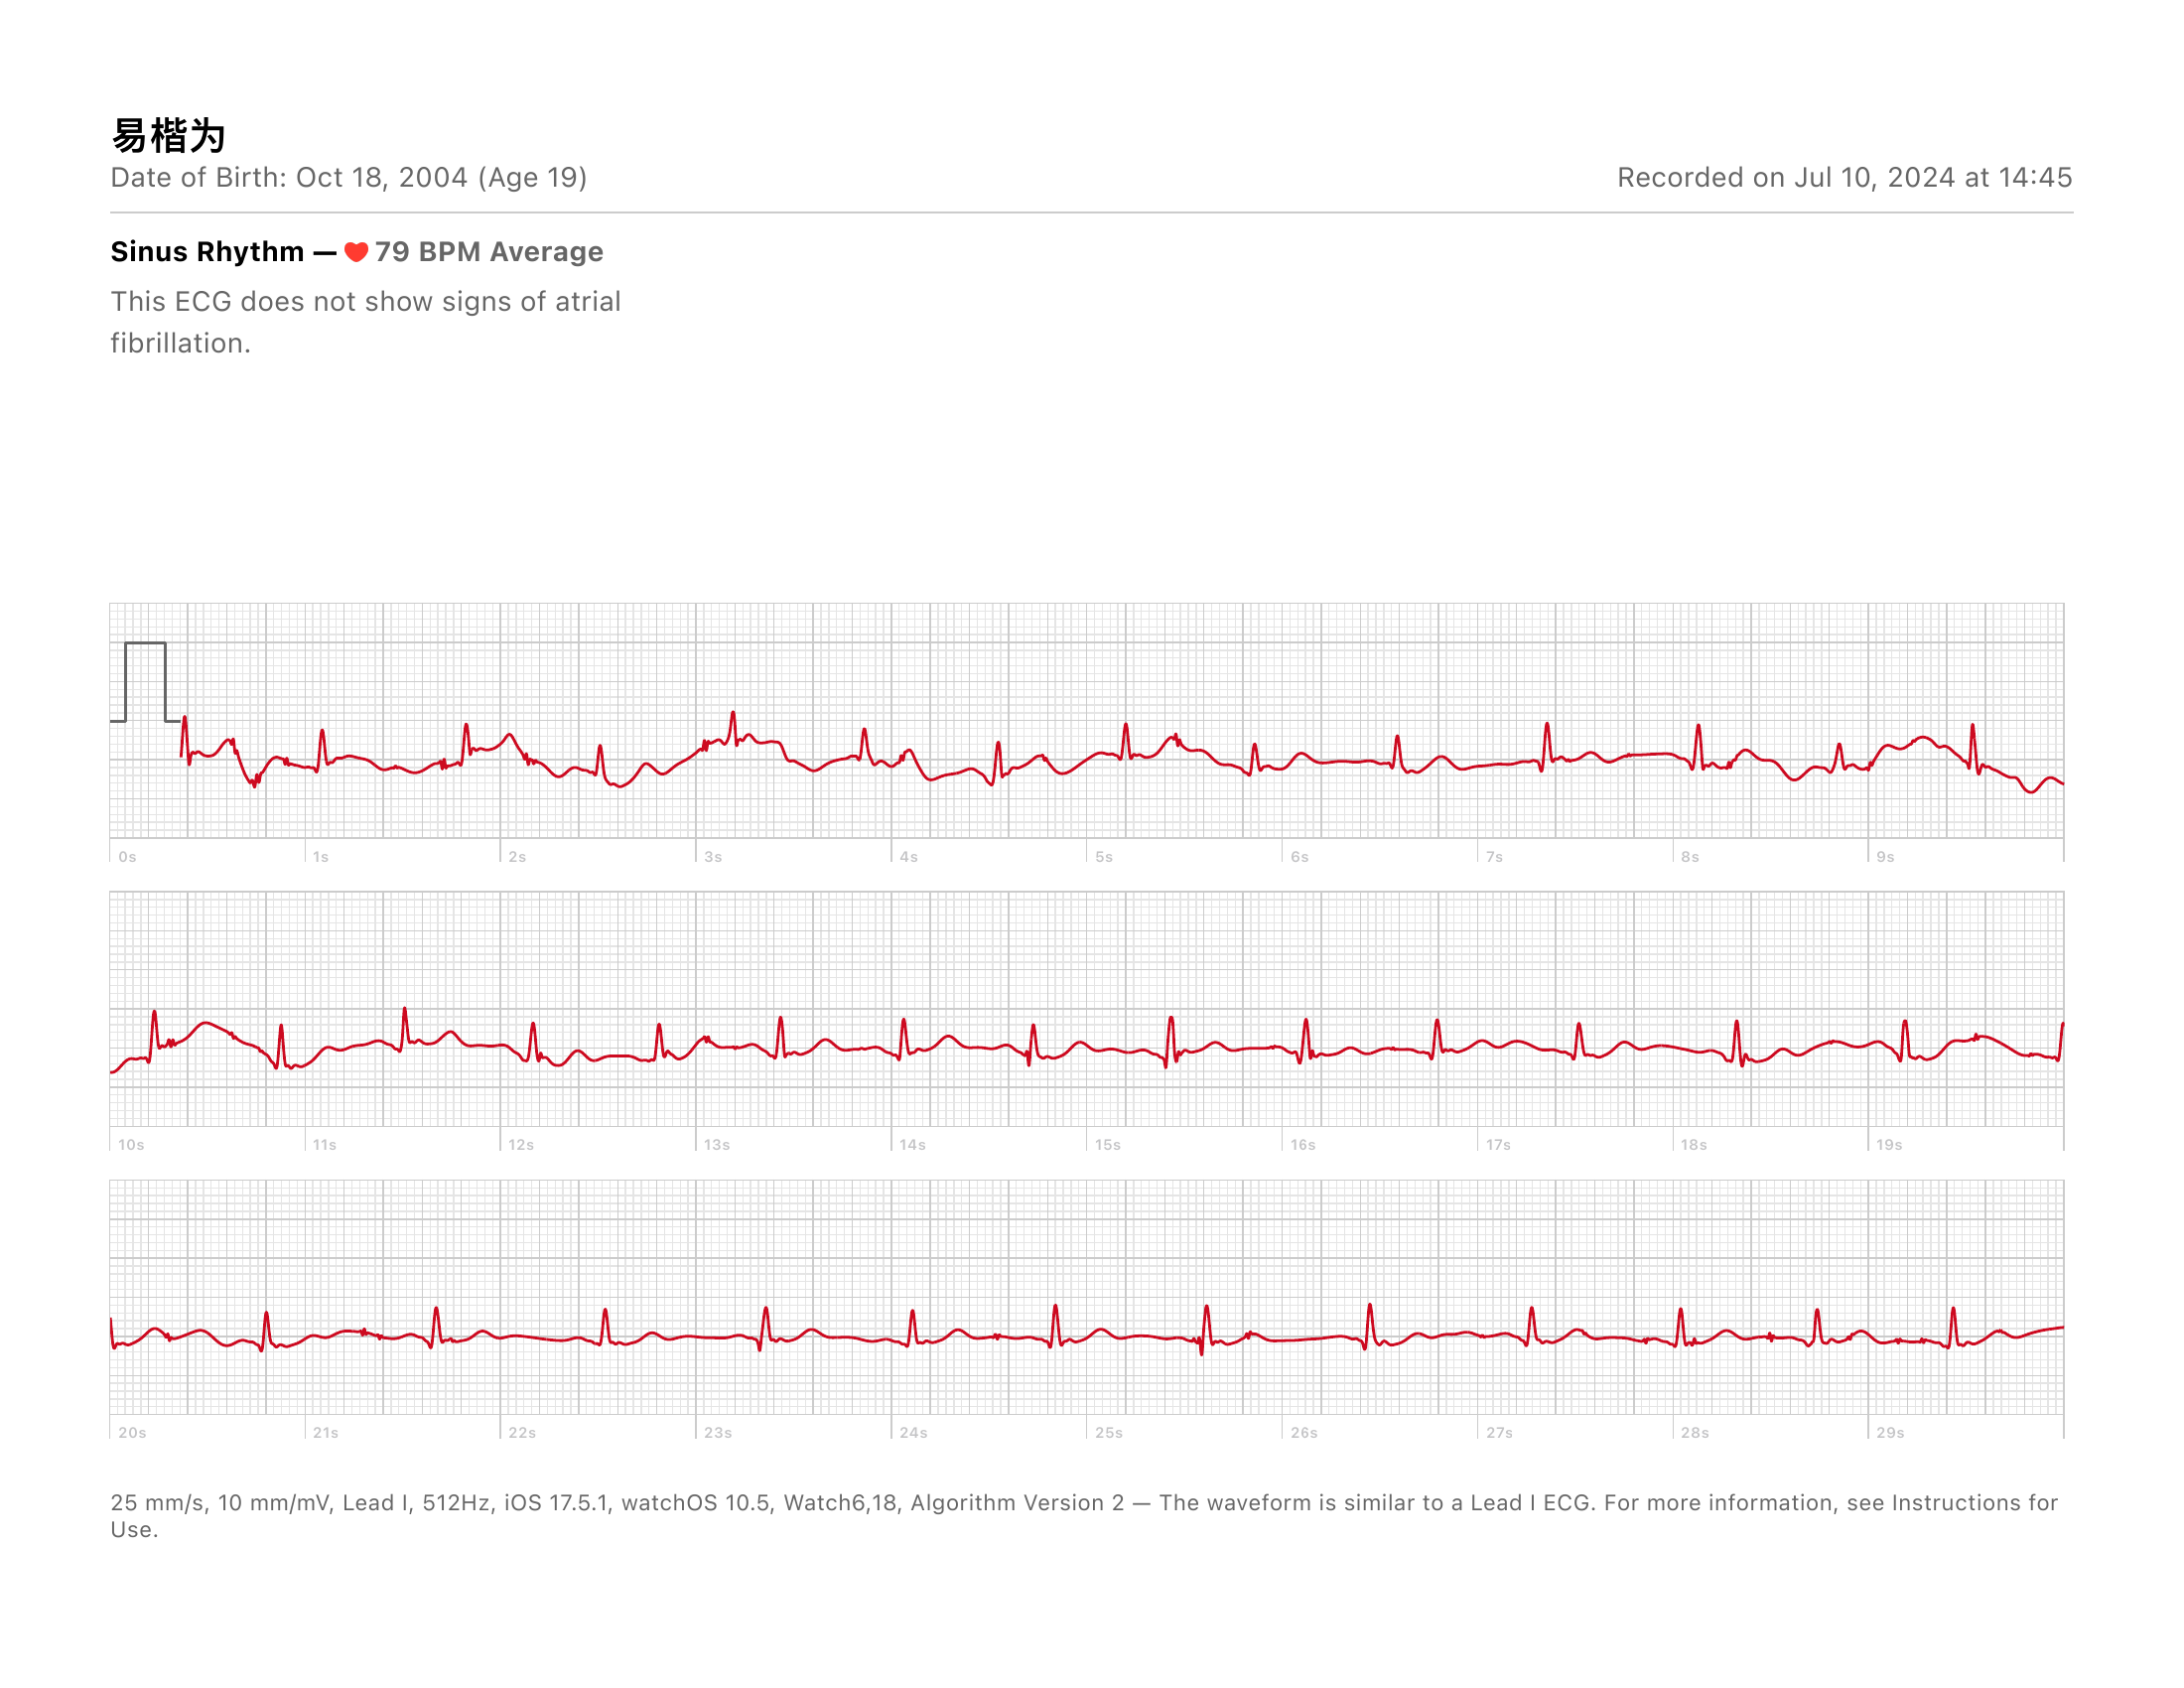 易楷为
Date of Birth: Oct 18, 2004 (Age 19)
Recorded on Jul 10, 2024 at 14:45
Sinus Rhythm — ❤️ 79 BPM Average
This ECG does not show signs of atrial
fibrillation.
0s 1s 2s 3s 4s 5s 6s 7s 8s 9s
10s 11s 12s 13s 14s 15s 16s 17s 18s 19s
20s 21s 22s 23s 24s 25s 26s 27s 28s 29s
25 mm/s, 10 mm/mV, Lead I, 512Hz, iOS 17.5.1, watchOS 10.5, Watch6,18, Algorithm Version 2 — The waveform is similar to a Lead I ECG. For more information, see Instructions for
Use.